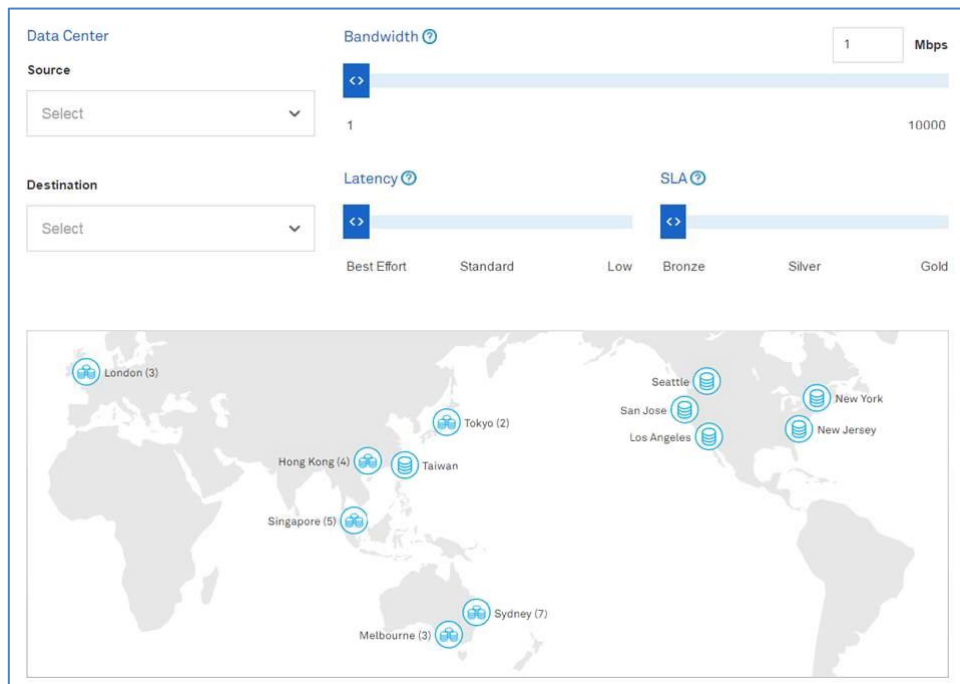 Data Center
Source
Select
Destination
Select
Bandwidth ?
1 Mbps
<>
1 10000
Latency ?
<>
Best Effort Standard Low
SLA ?
<>
Bronze Silver Gold
London (3)
Tokyo (2)
Hong Kong (4)
Taiwan
Singapore (5)
Sydney (7)
Melbourne (3)
Seattle
San Jose
Los Angeles
New York
New Jersey